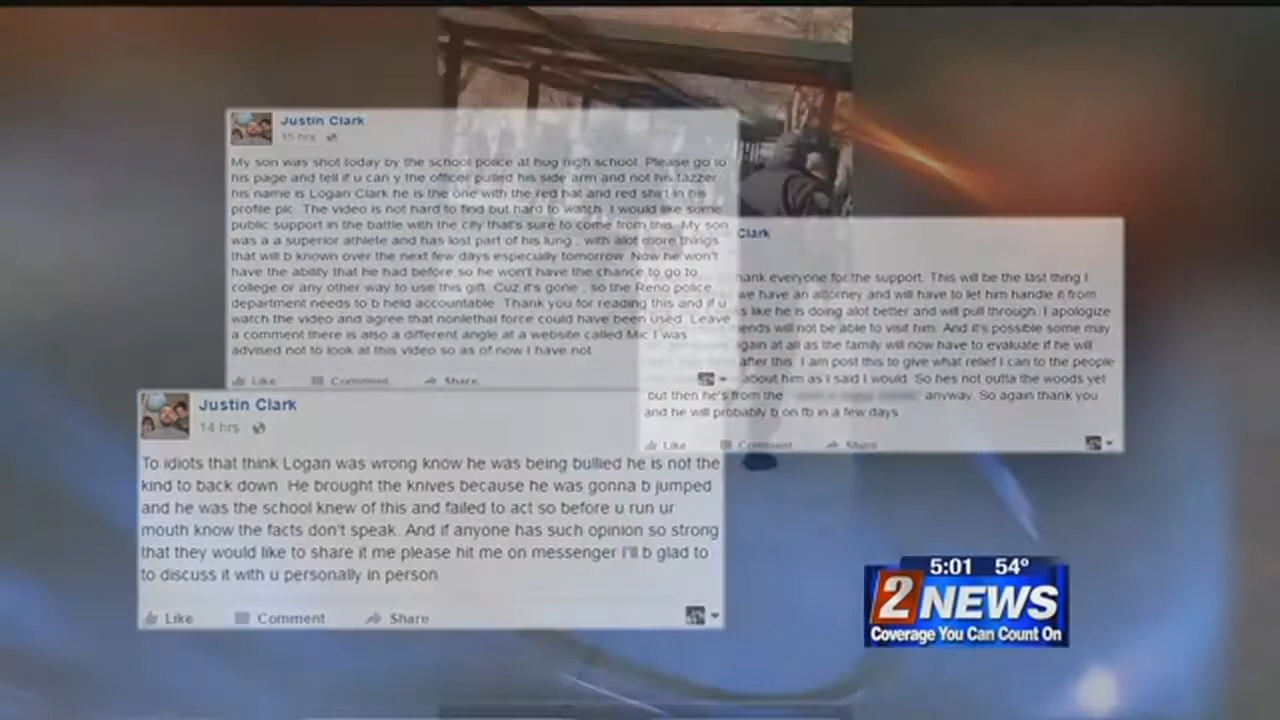 Justin Clark
15 hrs
My son was shot today by the school police at hug high school. Please go to
his page and tell if u can y the officer pulled his side arm and not his tazzer
his name is Logan Clark he is the one with the red hat and red shirt in his
profile pic. The video is not hard to find but hard to watch. I would like some
public support in the battle with the city that's sure to come from this. My son
was a a superior athlete and has lost part of his lung , with alot more things
that will b known over the next few days especially tomorrow. Now he won't
have the ability that he had before so he won't have the chance to go to
college or any other way to use this gift. Cuz it's gone , so the Reno police
department needs to b held accountable. Thank you for reading this and if u
watch the video and agree that nonlethal force could have been used. Leave
a comment there is also a different angle at a website called Mic I was
advised not to look at this video so as of now I have not
Like Comment Share
Clark
hank everyone for the support. This will be the last thing I
we have an attorney and will have to let him handle it from
s like he is doing alot better and will pull through. I apologize
ends will not be able to visit him. And it's possible some may
gain at all as the family will now have to evaluate if he will
after this. I am post this to give what relief I can to the people
about him as I said I would. So hes not outta the woods yet
but then he's from the anyway. So again thank you
and he will probably b on fb in a few days
Like Comment Share
Justin Clark
14 hrs
To idiots that think Logan was wrong know he was being bullied he is not the
kind to back down. He brought the knives because he was gonna b jumped
and he was the school knew of this and failed to act so before u run ur
mouth know the facts don't speak. And if anyone has such opinion so strong
that they would like to share it me please hit me on messenger I'll b glad to
to discuss it with u personally in person
Like Comment Share
5:01 54°
2 NEWS
Coverage You Can Count On